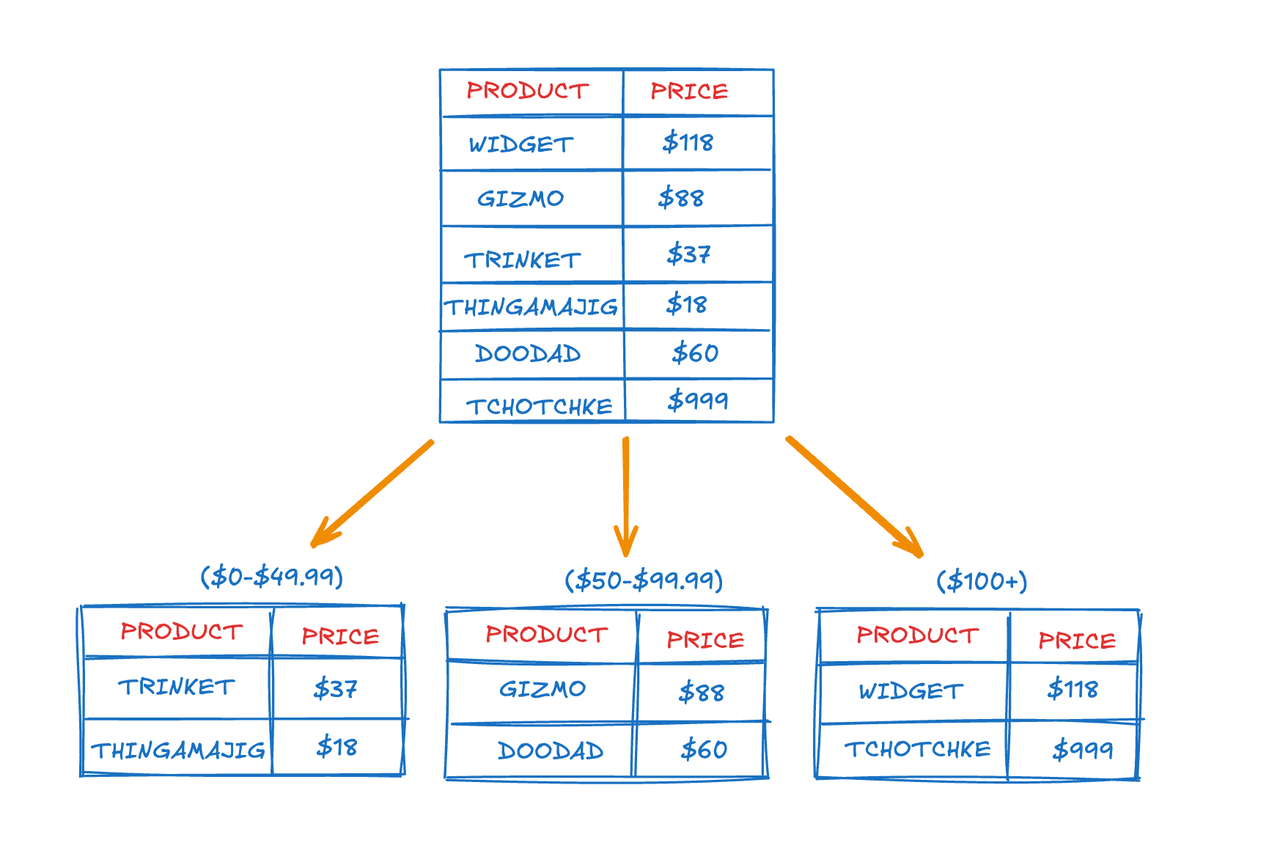 PRODUCT PRICE
WIDGET $118
GIZMO $88
TRINKET $37
THINGAMAJIG $18
DOODAD $60
TCHOTCHKE $999
($0-$49.99)
PRODUCT PRICE
TRINKET $37
THINGAMAJIG $18
($50-$99.99)
PRODUCT PRICE
GIZMO $88
DOODAD $60
($100+)
PRODUCT PRICE
WIDGET $118
TCHOTCHKE $999